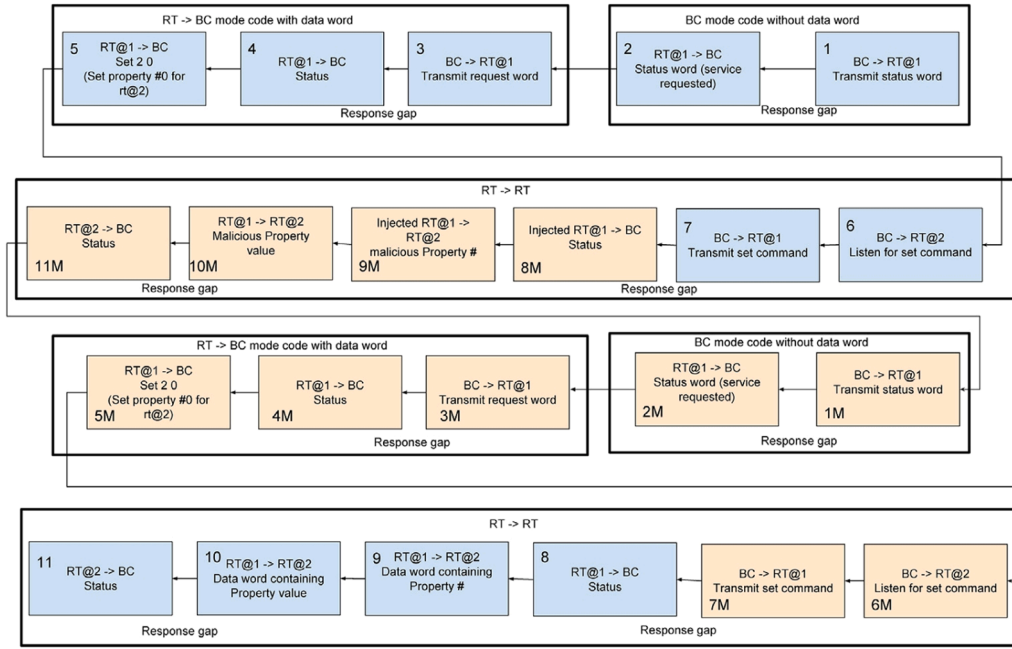 RT -> BC mode code with data word
BC mode code without data word
5
RT@1 -> BC
Set 2 0
(Set property #0 for
rt@2)
4
RT@1 -> BC
Status
3
BC -> RT@1
Transmit request word
2
RT@1 -> BC
Status word (service
requested)
1
BC -> RT@1
Transmit status word
Response gap
Response gap
RT -> RT
RT@2 -> BC
Status
11M
RT@1 -> RT@2
Malicious Property
value
10M
Injected RT@1 ->
RT@2
malicious Property #
9M
Injected RT@1 -> BC
Status
8M
7
BC -> RT@1
Transmit set command
6
BC -> RT@2
Listen for set command
Response gap
Response gap
RT -> BC mode code with data word
BC mode code without data word
RT@1 -> BC
Set 2 0
(Set property #0 for
rt@2)
5M
RT@1 -> BC
Status
4M
BC -> RT@1
Transmit request word
3M
RT@1 -> BC
Status word (service
requested)
2M
BC -> RT@1
Transmit status word
1M
Response gap
Response gap
RT -> RT
11
RT@2 -> BC
Status
10
RT@1 -> RT@2
Data word containing
Property value
9
RT@1 -> RT@2
Data word containing
Property #
8
RT@1 -> BC
Status
BC -> RT@1
Transmit set command
7M
BC -> RT@2
Listen for set command
6M
Response gap
Response gap